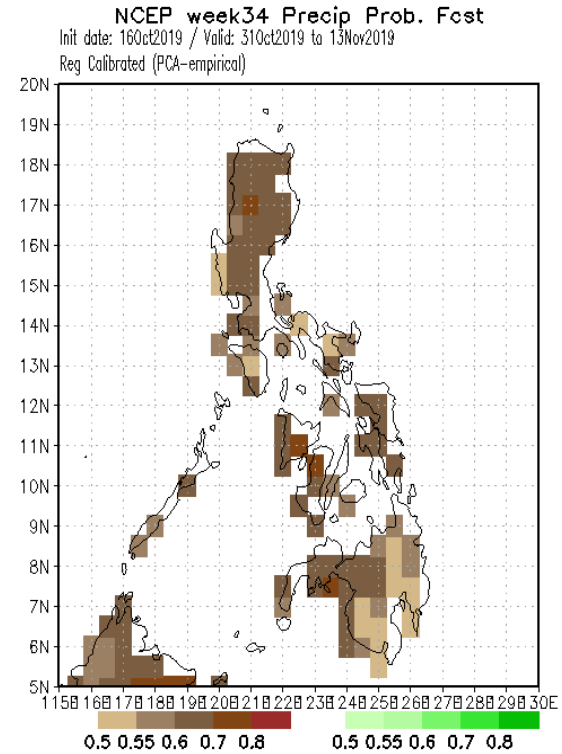 NCEP week34 Precip Prob. Fcst
Init date: 16Oct2019 / Valid: 31Oct2019 to 13Nov2019
Reg Calibrated (PCA-empirical)
20N
19N
18N
17N
16N
15N
14N
13N
12N
11N
10N
9N
8N
7N
6N
5N
115E 116E 117E 118E 119E 120E 121E 122E 123E 124E 125E 126E 127E 128E 129E 130E
0.5 0.55 0.6 0.7 0.8 0.5 0.55 0.6 0.7 0.8